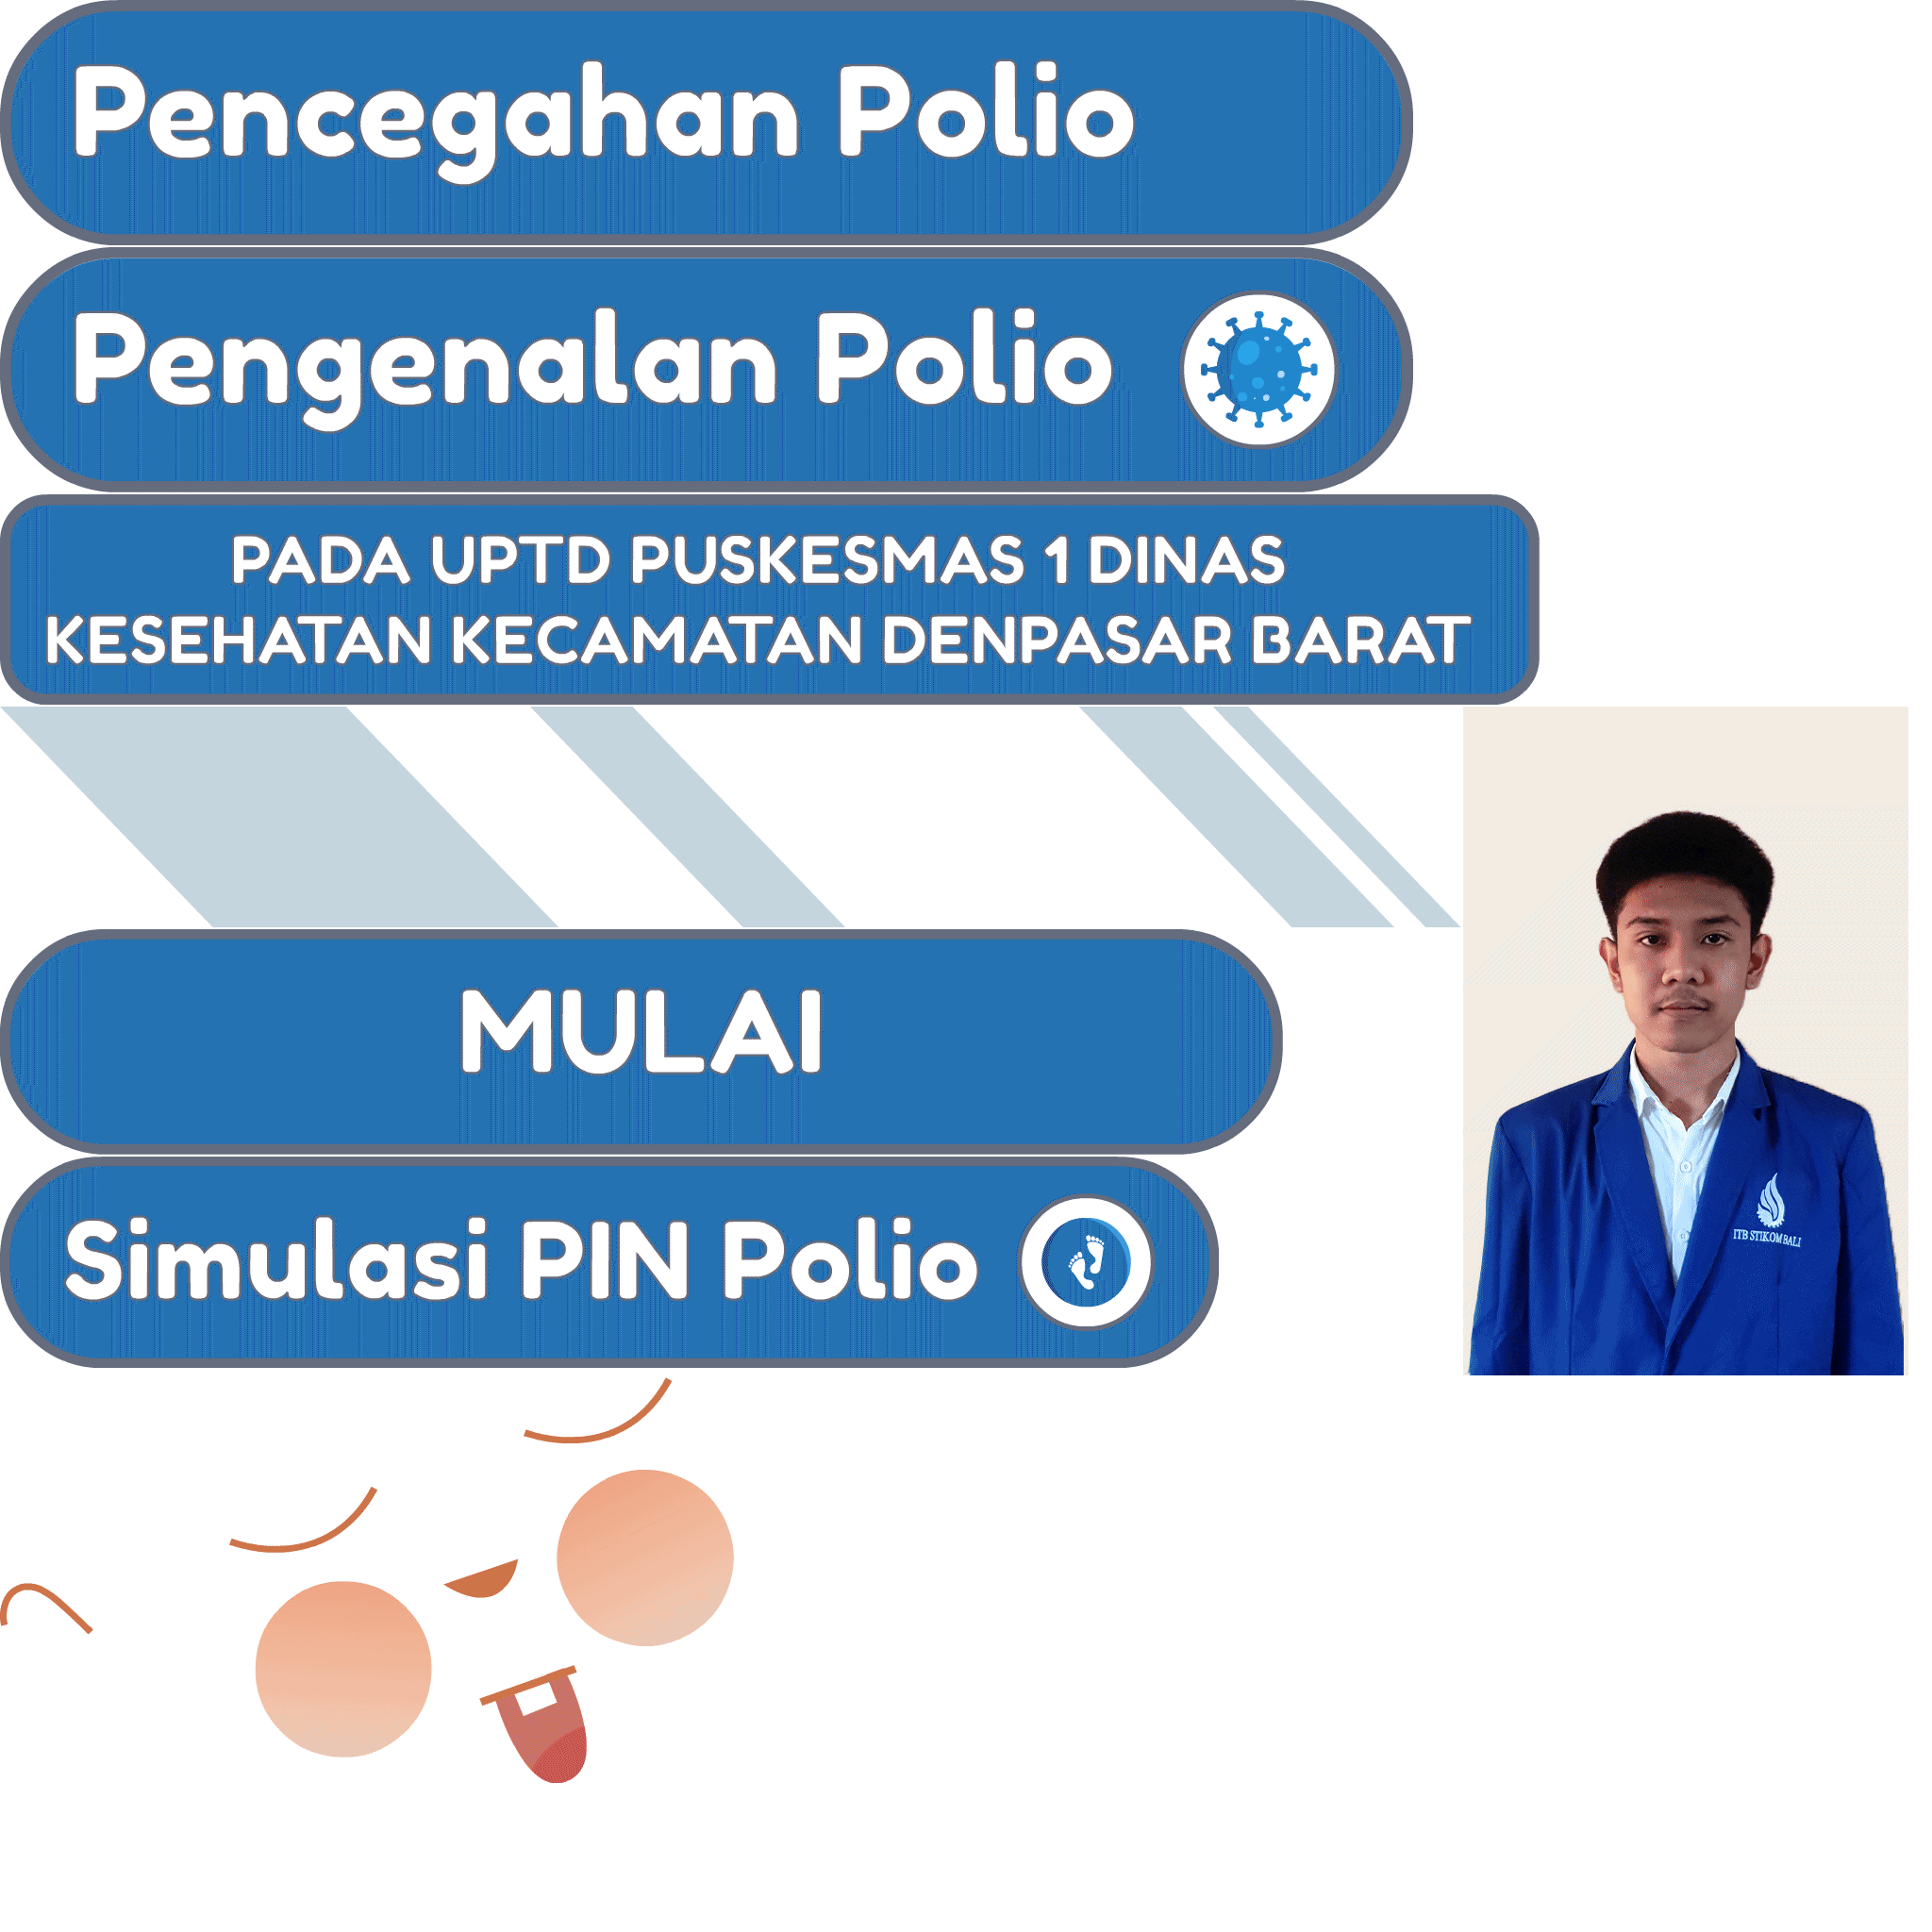 Pencegahan Polio
Pengenalan Polio
PADA UPTD PUSKESMAS 1 DINAS
KESEHATAN KECAMATAN DENPASAR BARAT
MULAI
Simulasi PIN Polio
ITB STIKOM BALI